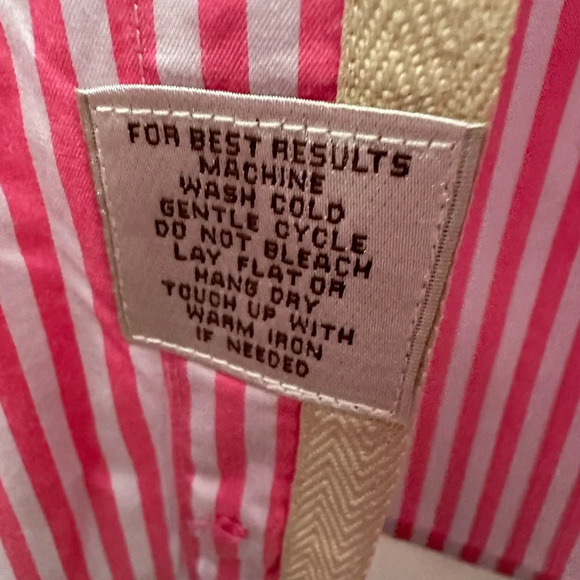 FOR BEST RESULTS
MACHINE
WASH COLD
GENTLE CYCLE
DO NOT BLEACH
LAY FLAT OR
HANG DRY
TOUCH UP WITH
WARM IRON
IF NEEDED